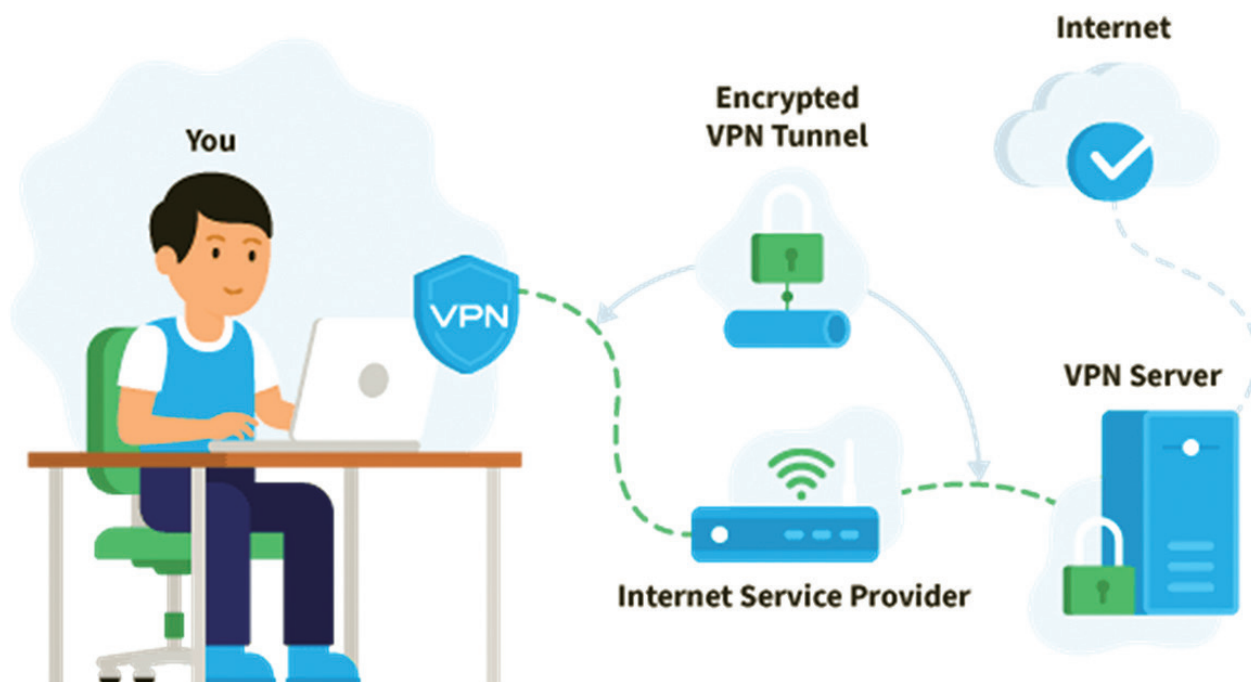 Internet
Encrypted
VPN Tunnel
You
VPN
VPN Server
Internet Service Provider